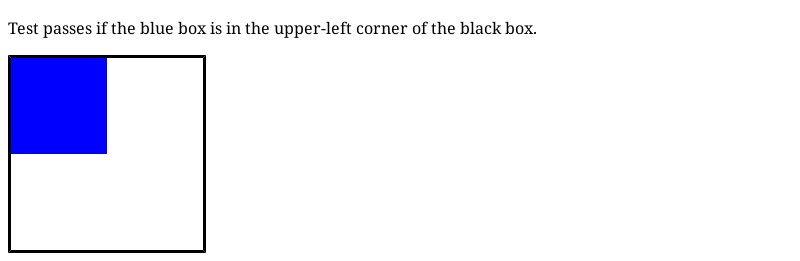 Test passes if the blue box is in the upper-left corner of the black box.